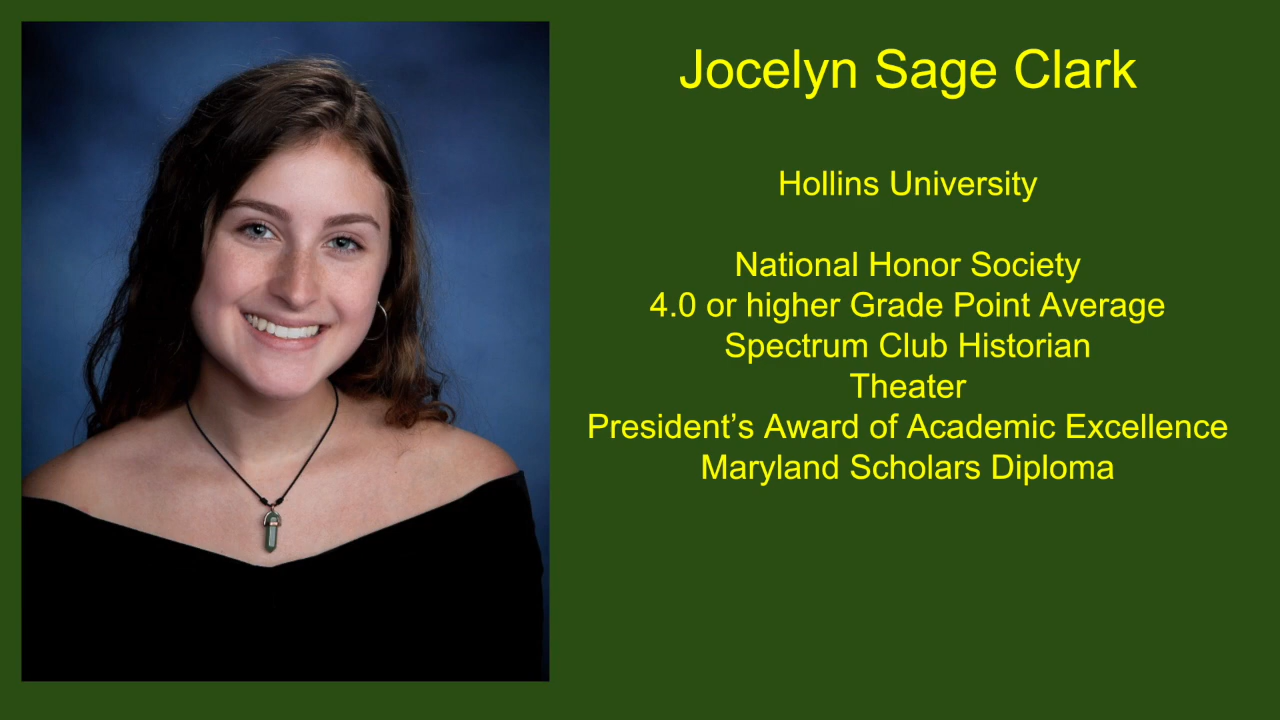 Jocelyn Sage Clark
Hollins University
National Honor Society
4.0 or higher Grade Point Average
Spectrum Club Historian
Theater
President’s Award of Academic Excellence
Maryland Scholars Diploma